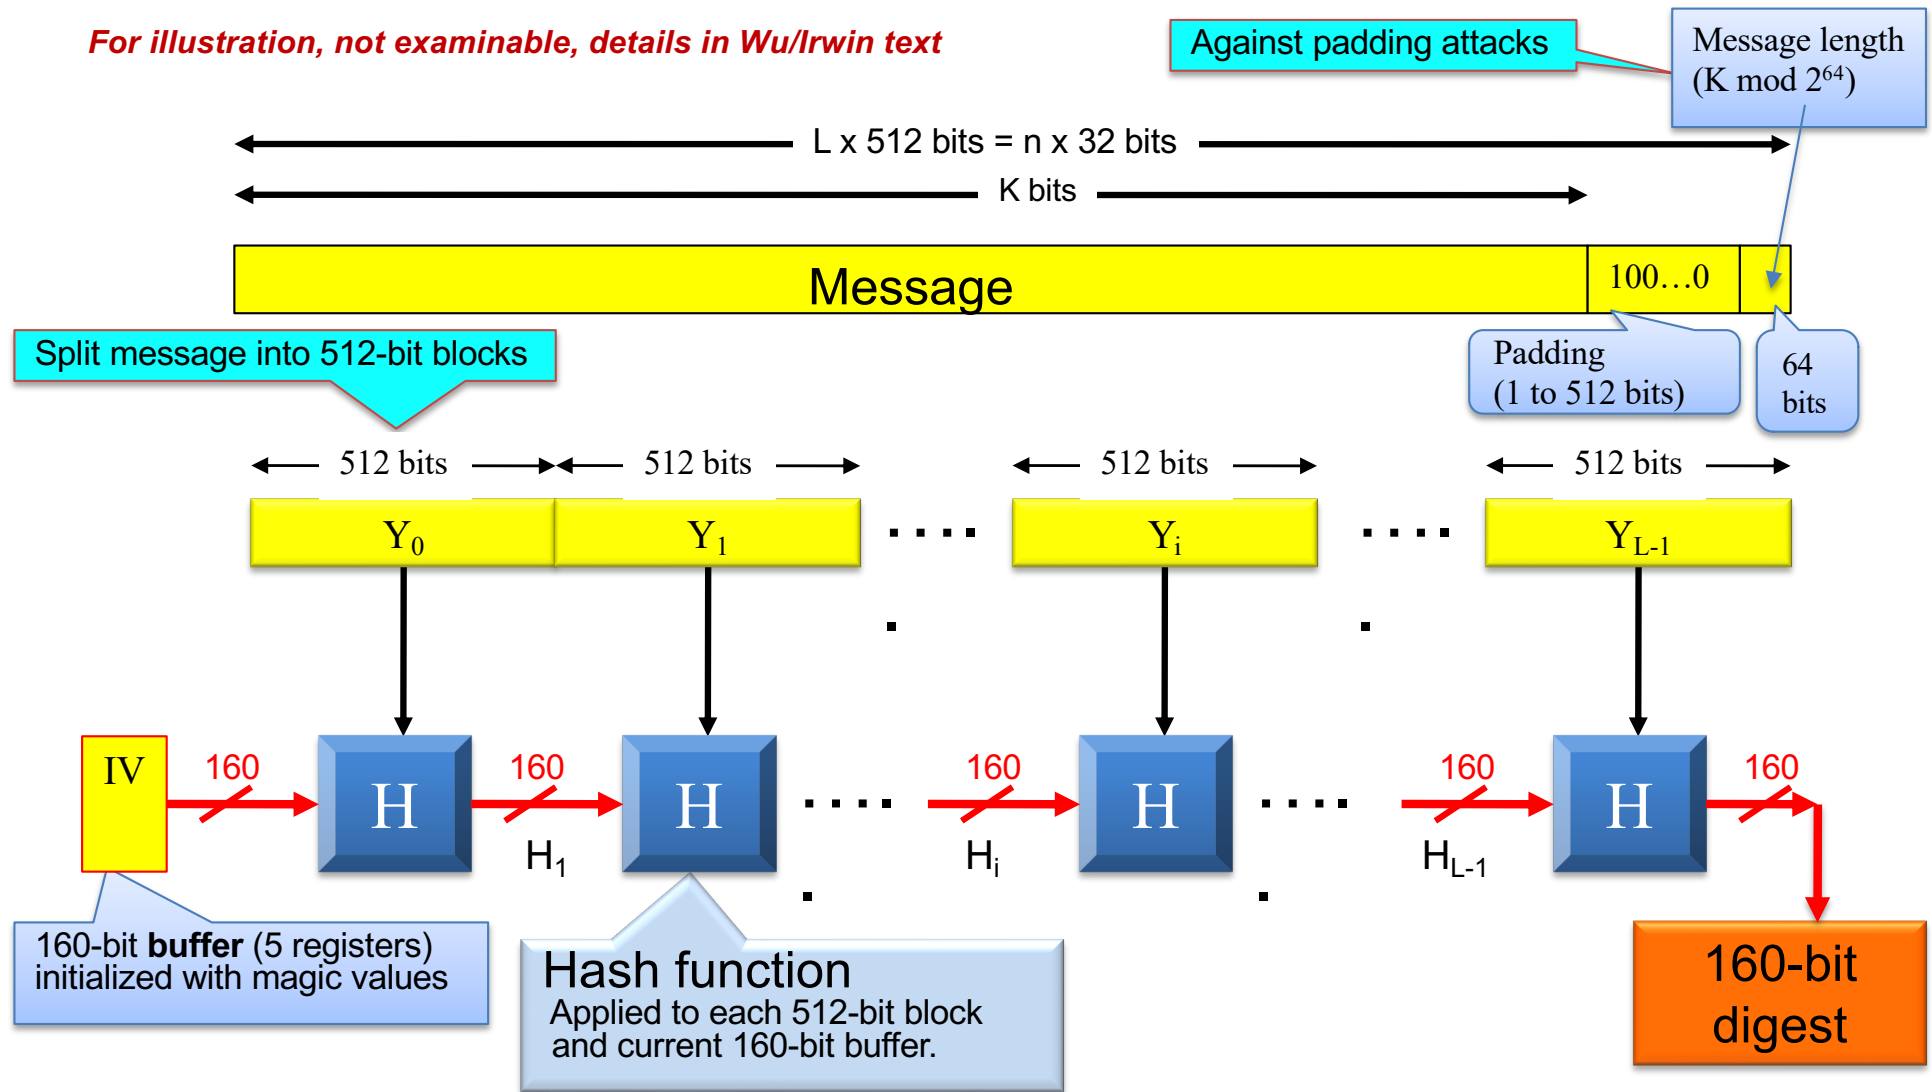 For illustration, not examinable, details in Wu/Irwin text
Against padding attacks
Message length
(K mod 2⁶⁴)
L x 512 bits = n x 32 bits
K bits
Message
100…0
Split message into 512-bit blocks
Padding
(1 to 512 bits)
64
bits
512 bits
512 bits
512 bits
512 bits
Y₀
Y₁
....
Yᵢ
....
Y_L-1
.
.
IV
160
H
160
H
....
160
H
....
160
H
160
H₁
Hᵢ
H_L-1
.
.
160-bit buffer (5 registers)
initialized with magic values
Hash function
Applied to each 512-bit block
and current 160-bit buffer.
160-bit
digest